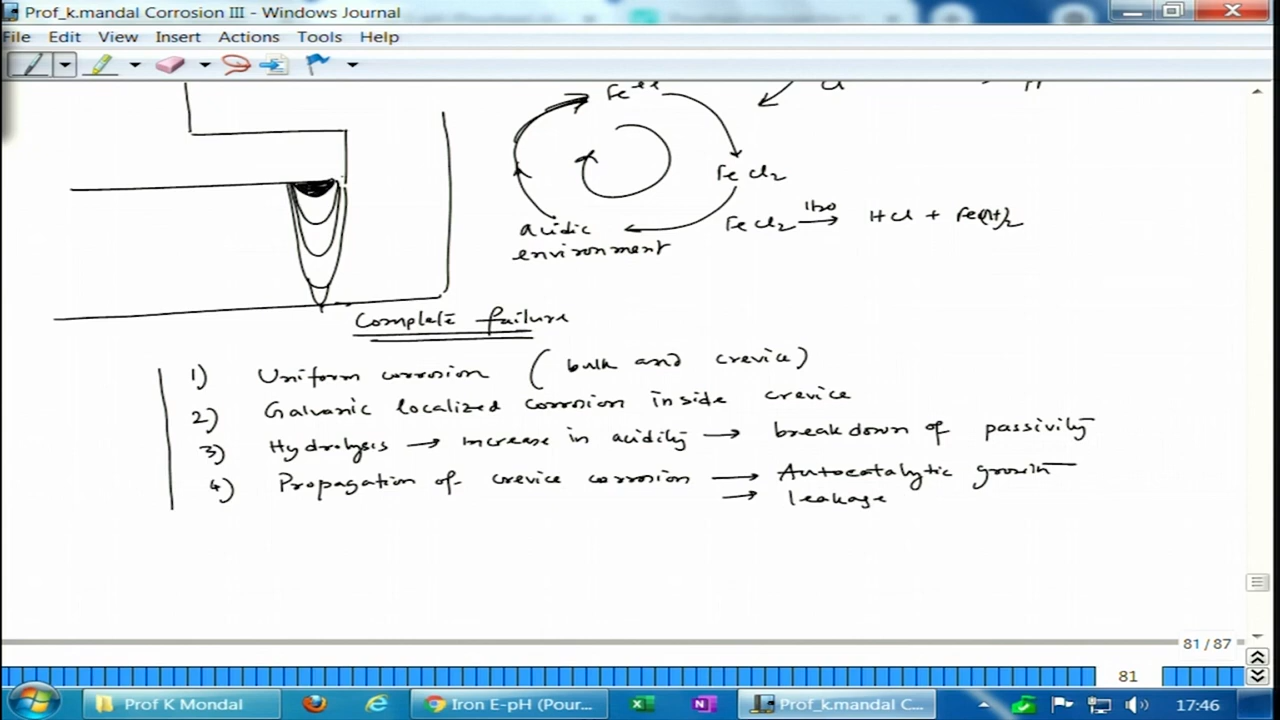 Prof_k.mandal Corrosion III - Windows Journal
File Edit View Insert Actions Tools Help
Fe++
Cl
H
FeCl2
FeCl2 H2O → HCl + Fe(OH)2
acidic
environment
Complete failure
1) Uniform corrosion (bulk and crevice)
2) Galvanic localized corrosion inside crevice
3) Hydrolysis → increase in acidity → breakdown of passivity
4) Propagation of crevice corrosion → Autocatalytic growth
→ leakage
81 / 87
81
Prof K Mondal
Iron E-pH (Pour...
Prof_k.mandal C...
17:46